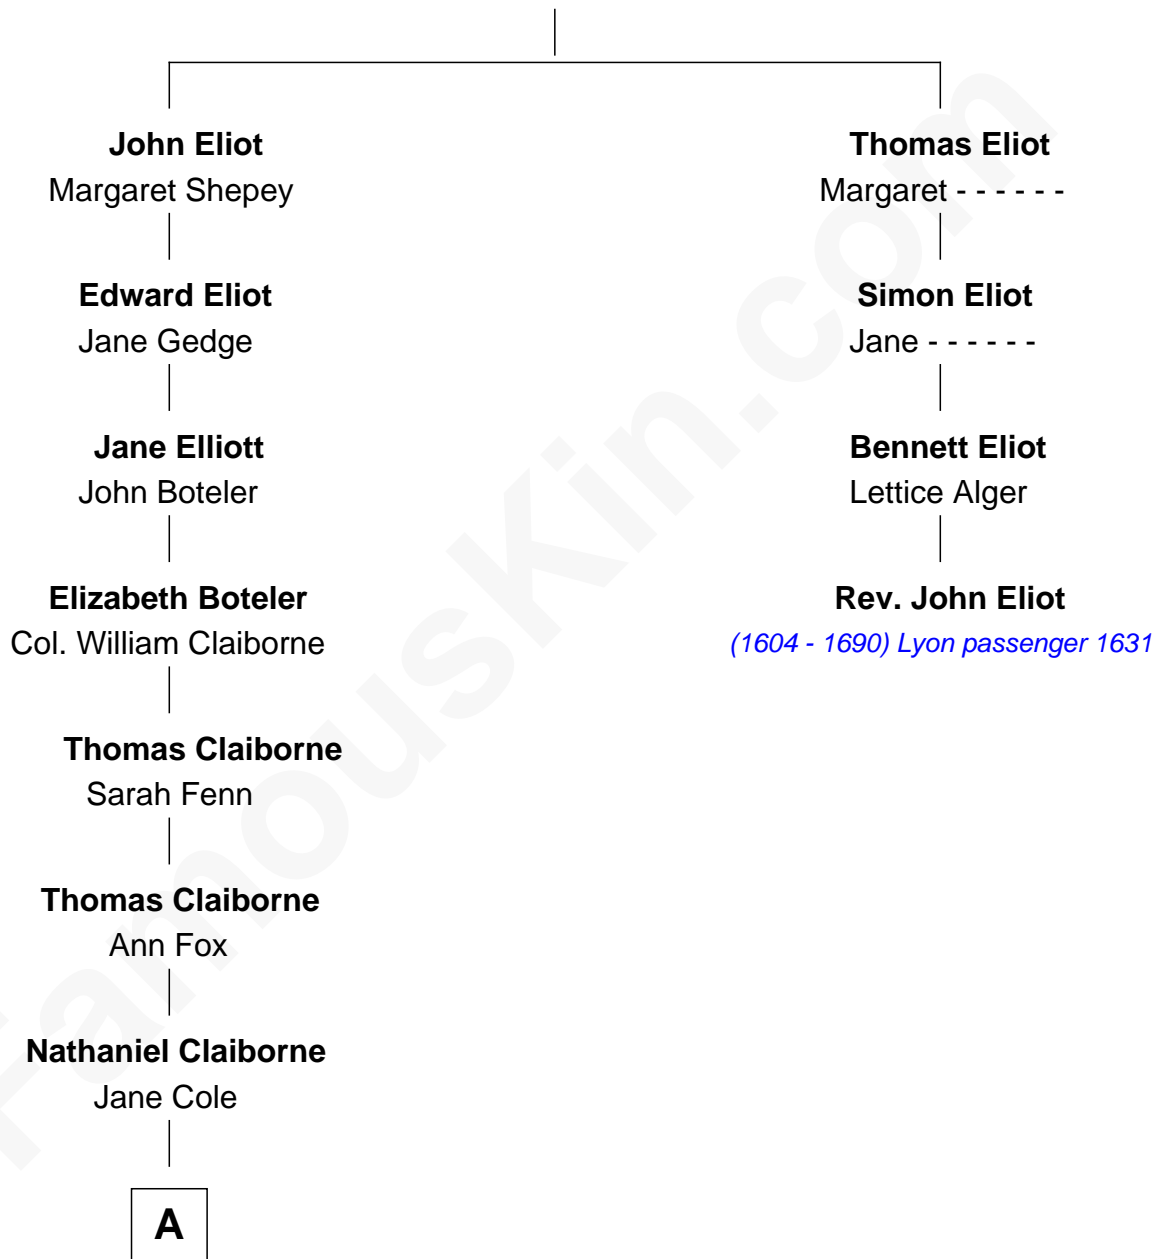 John Eliot
Margaret Shepey
Edward Eliot
Jane Gedge
Jane Elliott
John Boteler
Elizabeth Boteler
Col. William Claiborne
Thomas Claiborne
Sarah Fenn
Thomas Claiborne
Ann Fox
Nathaniel Claiborne
Jane Cole
A
Thomas Eliot
Margaret - - - - - -
Simon Eliot
Jane - - - - - -
Bennett Eliot
Lettice Alger
Rev. John Eliot
(1604 - 1690) Lyon passenger 1631
FamousKin.com